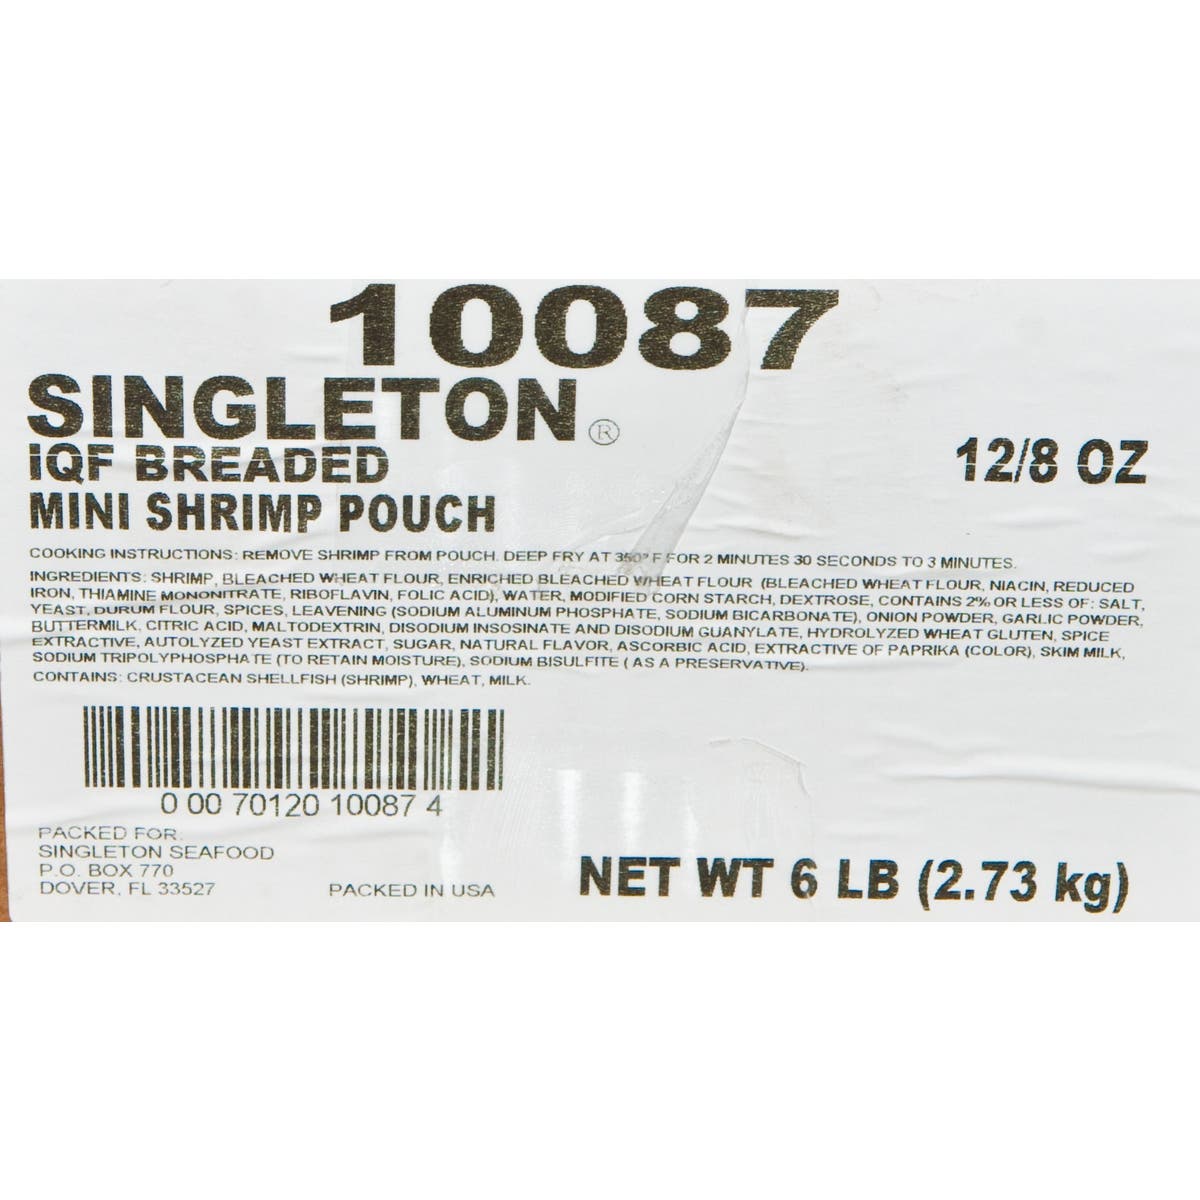 10087
SINGLETON®
IQF BREADED
MINI SHRIMP POUCH
12/8 OZ
COOKING INSTRUCTIONS: REMOVE SHRIMP FROM POUCH. DEEP FRY AT 350° F FOR 2 MINUTES 30 SECONDS TO 3 MINUTES.
INGREDIENTS: SHRIMP, BLEACHED WHEAT FLOUR, ENRICHED BLEACHED WHEAT FLOUR (BLEACHED WHEAT FLOUR, NIACIN, REDUCED
IRON, THIAMINE MONONITRATE, RIBOFLAVIN, FOLIC ACID), WATER, MODIFIED CORN STARCH, DEXTROSE, CONTAINS 2% OR LESS OF: SALT,
YEAST, DURUM FLOUR, SPICES, LEAVENING (SODIUM ALUMINUM PHOSPHATE, SODIUM BICARBONATE), ONION POWDER, GARLIC POWDER,
BUTTERMILK, CITRIC ACID, MALTODEXTRIN, DISODIUM INSOSINATE AND DISODIUM GUANYLATE, HYDROLYZED WHEAT GLUTEN, SPICE
EXTRACTIVE, AUTOLYZED YEAST EXTRACT, SUGAR, NATURAL FLAVOR, ASCORBIC ACID, EXTRACTIVE OF PAPRIKA (COLOR), SKIM MILK,
SODIUM TRIPOLYPHOSPHATE (TO RETAIN MOISTURE), SODIUM BISULFITE ( AS A PRESERVATIVE).
CONTAINS: CRUSTACEAN SHELLFISH (SHRIMP), WHEAT, MILK.
0 00 70120 10087 4
PACKED FOR:
SINGLETON SEAFOOD
P.O. BOX 770
DOVER, FL 33527
PACKED IN USA
NET WT 6 LB (2.73 kg)